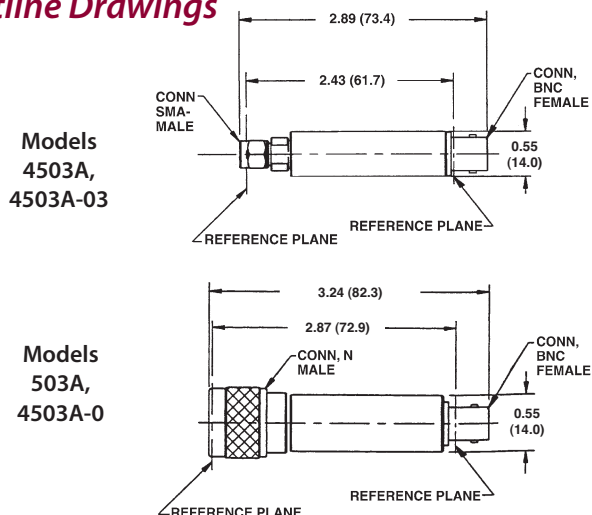 tline Drawings
2.89 (73.4)
2.43 (61.7)
CONN
SMA-
MALE
CONN,
BNC
FEMALE
Models
4503A,
4503A-03
0.55
(14.0)
REFERENCE PLANE
REFERENCE PLANE
3.24 (82.3)
2.87 (72.9)
CONN, N
MALE
CONN,
BNC
FEMALE
Models
503A,
4503A-0
0.55
(14.0)
REFERENCE PLANE
REFERENCE PLANE